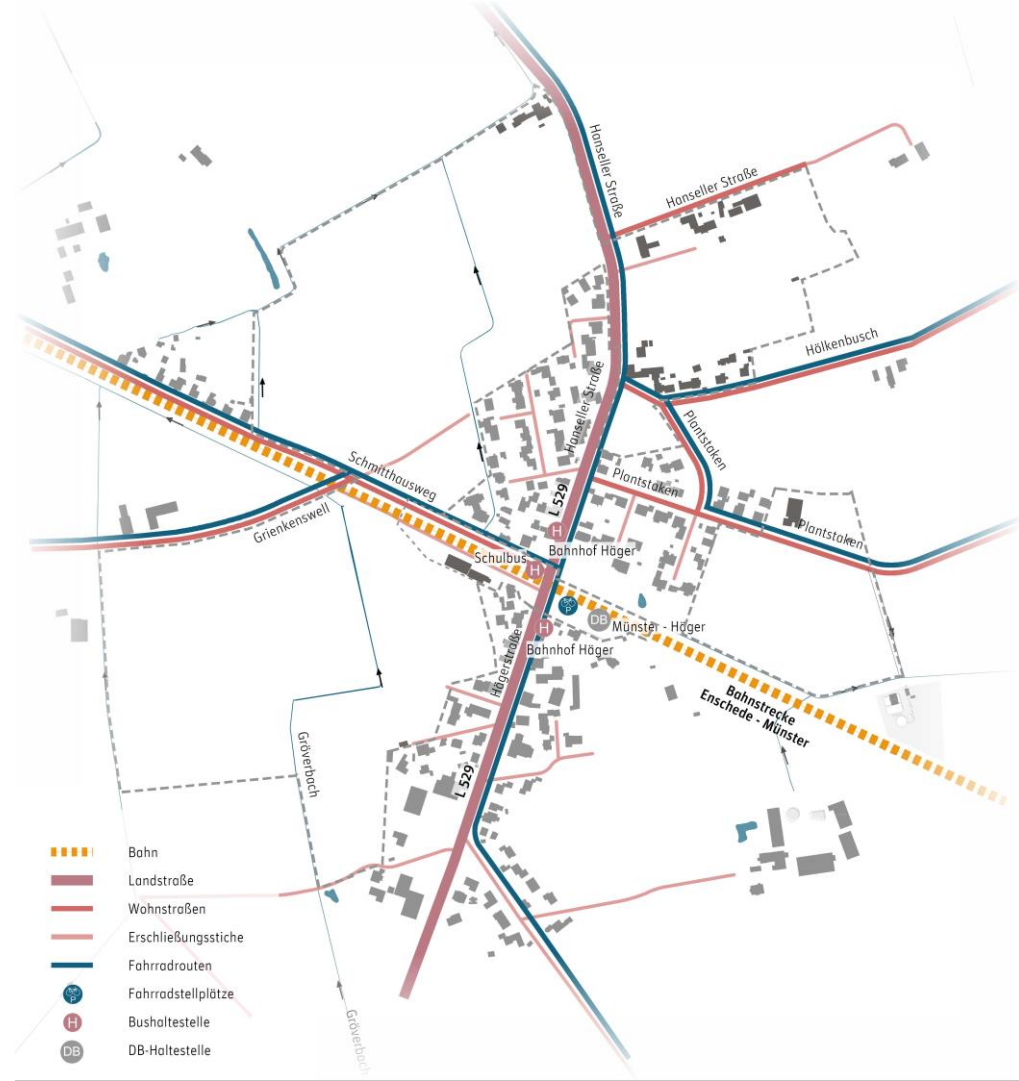 Hanseller Straße
Hanseller Straße
Hölkenbusch
Hanseller Straße
Plantstaken
Schmitthausweg
Plantstaken
L 529
Grienkenswell
Plantstaken
H
Bahnhof Häger
Schulbus
H
P
DB
Münster - Häger
H
Bahnhof Häger
Hägerstraße
Bahnstrecke
Enschede - Münster
Gröverbach
L 529
Bahn
Landstraße
Wohnstraßen
Erschließungsstiche
Fahrradrouten
P
Fahrradstellplätze
H
Bushaltestelle
DB
DB-Haltestelle
Gröverbach